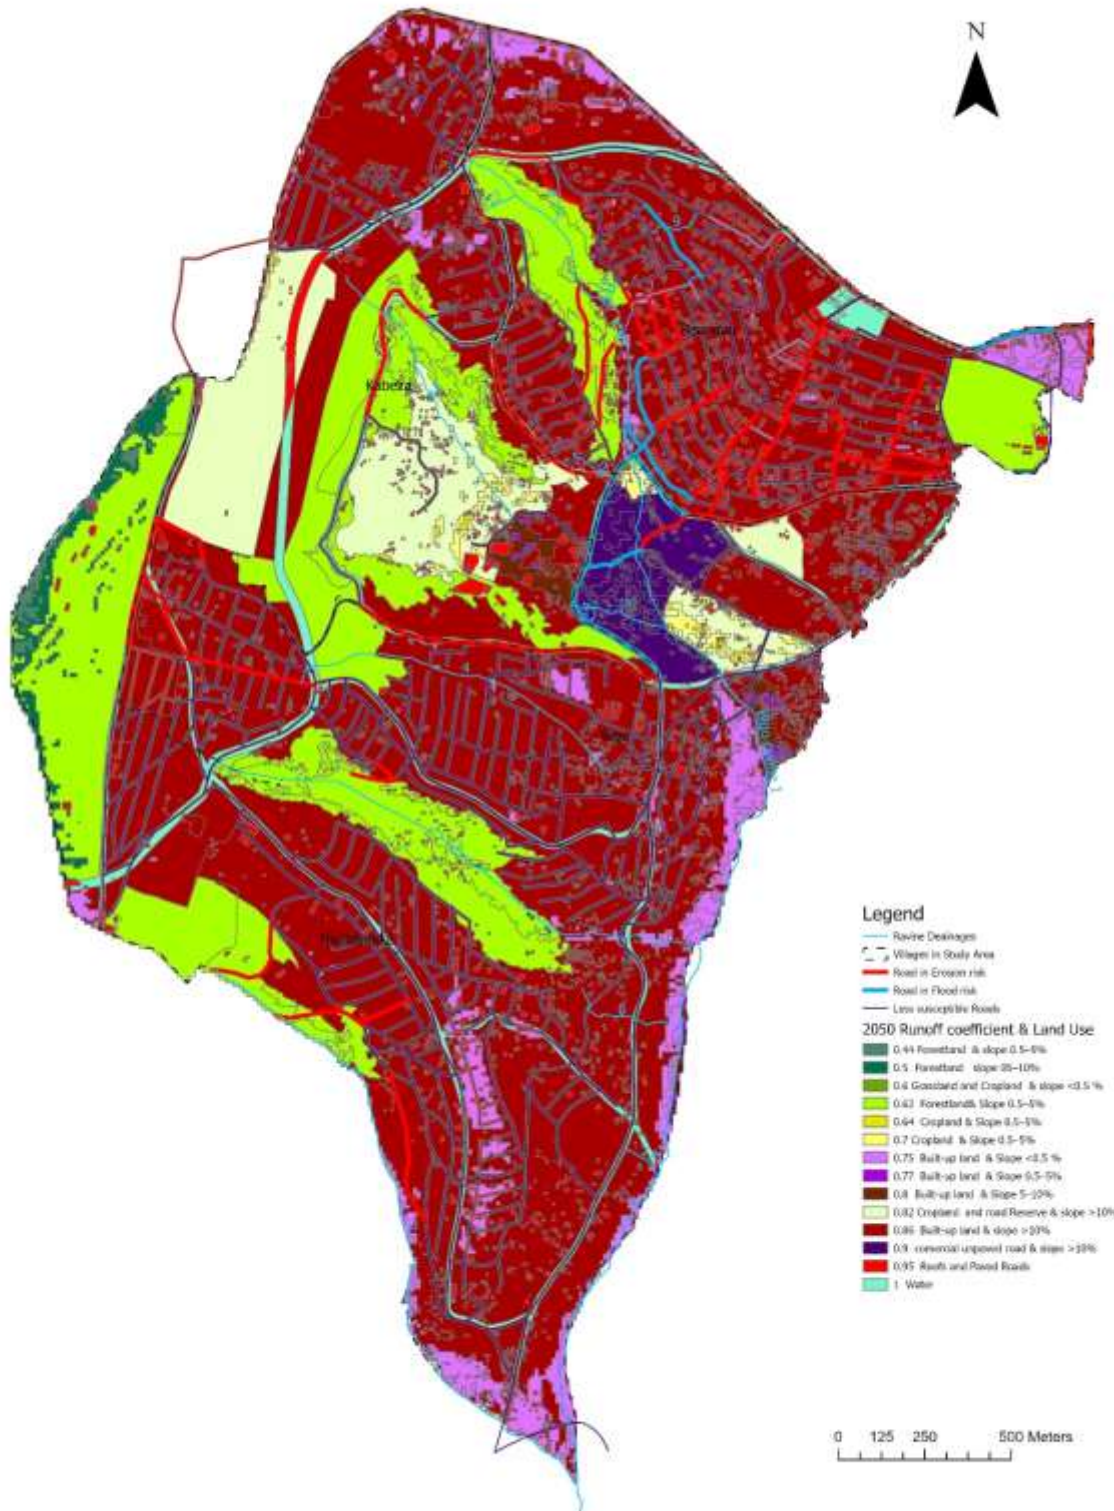 N
Kabeza
Legend
Ravine Deainages
Vilages in Study Area
Road in Erosion risk
Road in Flood risk
Less susceptible Roads
2050 Runoff coefficient & Land Use
0.44 Forestland & slope 0.5-5%
0.5 Forestland slope 05-10%
0.6 Grassland and Cropland & slope <0.5 %
0.63 Forestland& Slope 0.5-5%
0.64 Cropland & Slope 0.5-5%
0.7 Cropland & Slope 0.5-5%
0.75 Built-up land & Slope <0.5 %
0.77 Built-up land & Slope 0.5-5%
0.8 Built-up land & Slope 5-10%
0.82 Cropland and road Reserve & slope >10%
0.86 Built-up land & slope >10%
0.9 comercial unpaved road & slope >10%
0.95 Roofs and Paved Roads
1 Water
0 125 250 500 Meters